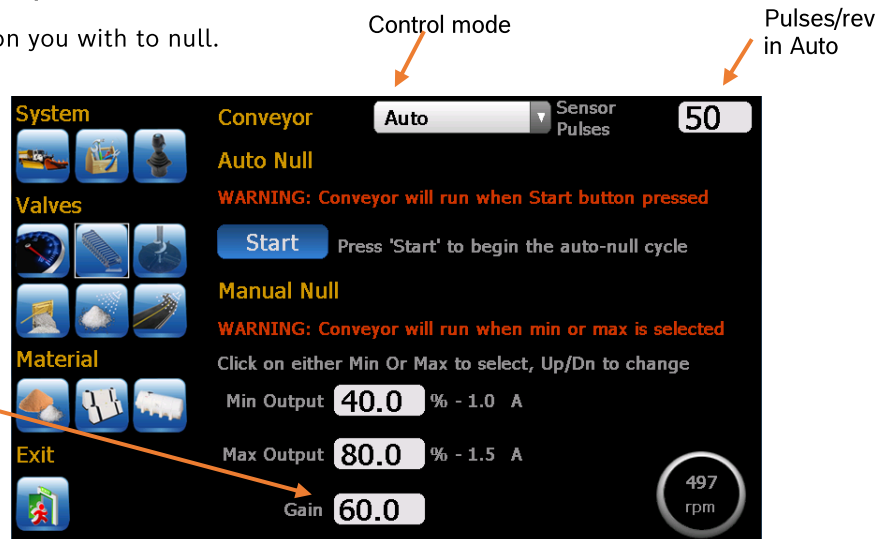 on you with to null.
Control mode
Pulses/rev
in Auto
System
Conveyor
Auto
Sensor
Pulses
50
Auto Null
WARNING: Conveyor will run when Start button pressed
Valves
Start
Press 'Start' to begin the auto-null cycle
Manual Null
WARNING: Conveyor will run when min or max is selected
Material
Click on either Min Or Max to select, Up/Dn to change
Min Output 40.0 % - 1.0 A
Exit
Max Output 80.0 % - 1.5 A
Gain 60.0
497
rpm